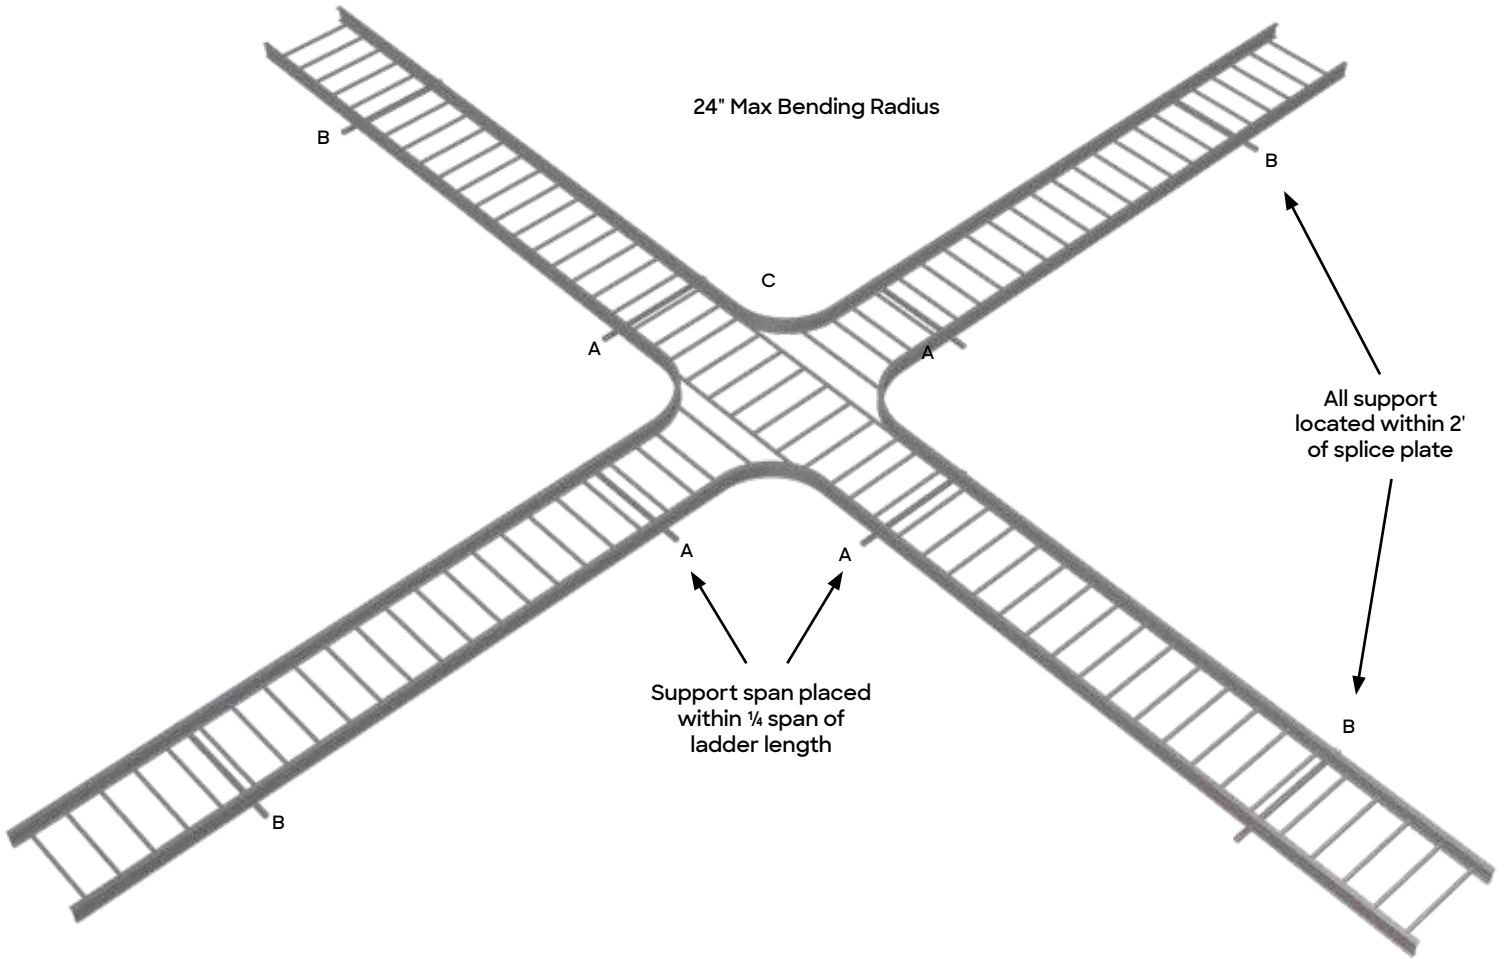 24" Max Bending Radius
B
B
C
A
A
All support
located within 2'
of splice plate
A
A
Support span placed
within ¼ span of
ladder length
B
B